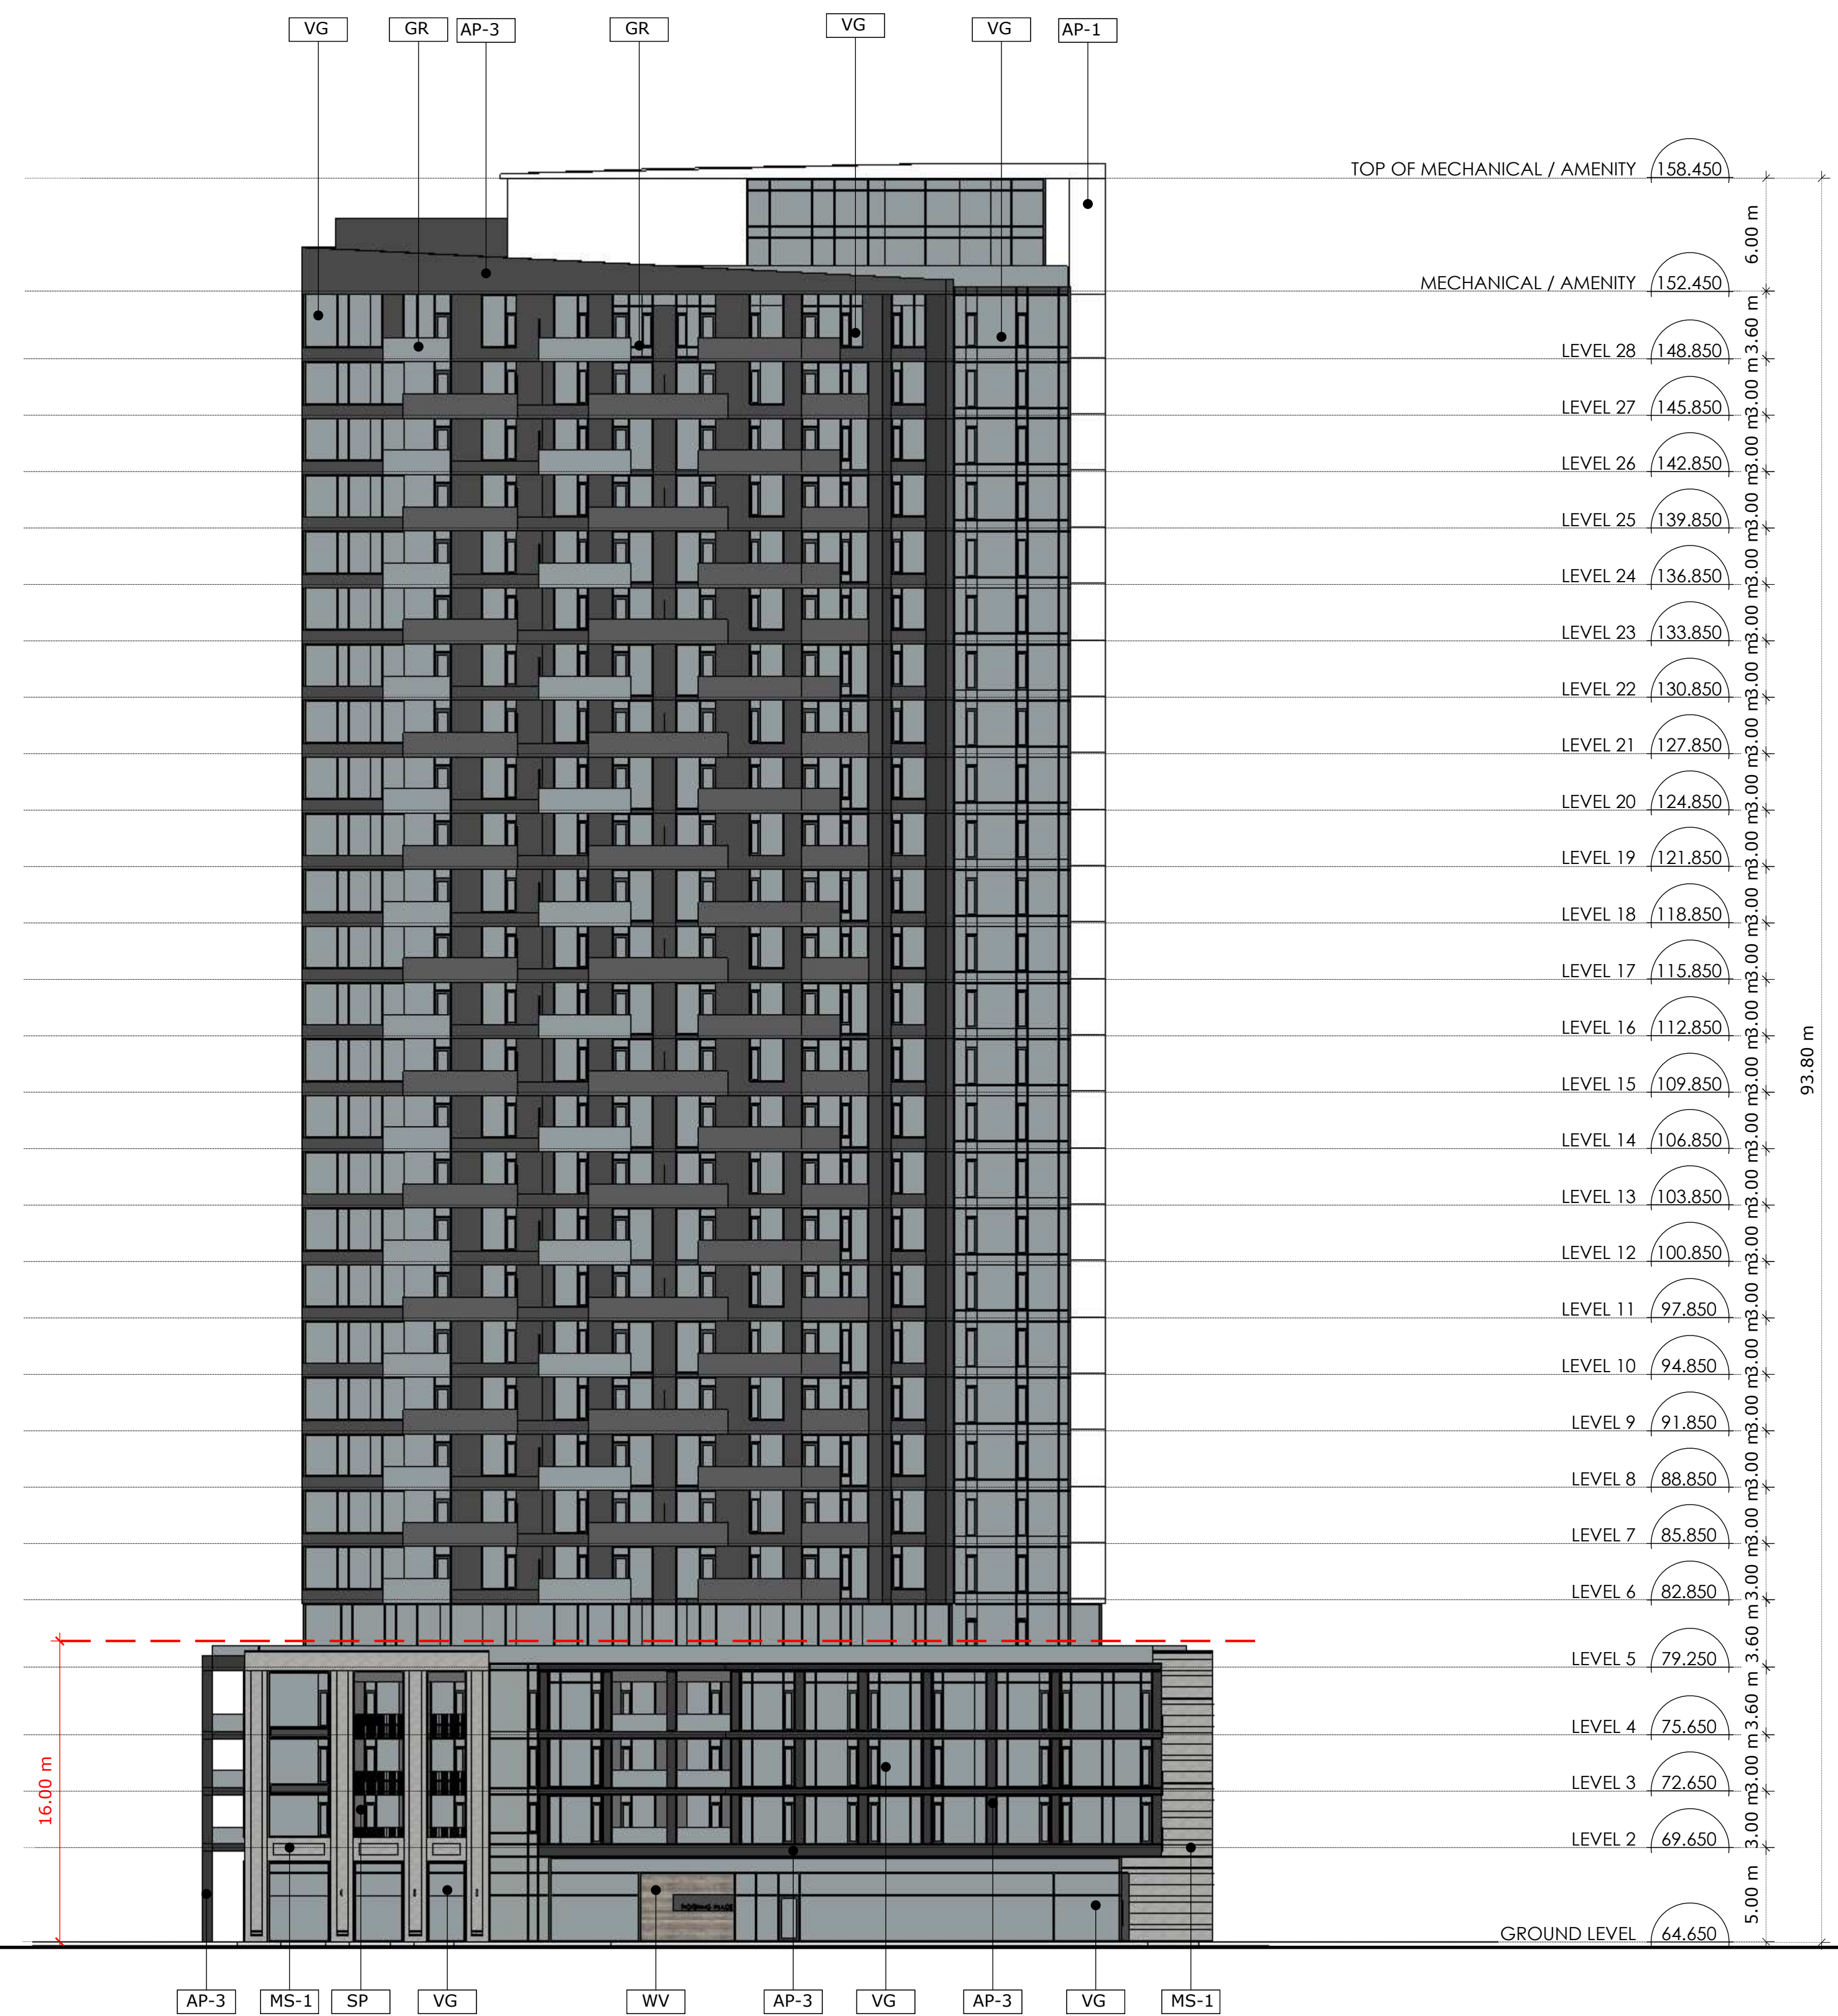 VG GR AP-3 GR VG VG AP-1
TOP OF MECHANICAL / AMENITY 158.450
6.00 m
MECHANICAL / AMENITY 152.450
3.60 m
LEVEL 28 148.850
3.00 m
LEVEL 27 145.850
3.00 m
LEVEL 26 142.850
3.00 m
LEVEL 25 139.850
3.00 m
LEVEL 24 136.850
3.00 m
LEVEL 23 133.850
3.00 m
LEVEL 22 130.850
3.00 m
LEVEL 21 127.850
3.00 m
LEVEL 20 124.850
3.00 m
LEVEL 19 121.850
3.00 m
LEVEL 18 118.850
3.00 m
LEVEL 17 115.850
3.00 m
LEVEL 16 112.850
3.00 m
93.80 m
LEVEL 15 109.850
3.00 m
LEVEL 14 106.850
3.00 m
LEVEL 13 103.850
3.00 m
LEVEL 12 100.850
3.00 m
LEVEL 11 97.850
3.00 m
LEVEL 10 94.850
3.00 m
LEVEL 9 91.850
3.00 m
LEVEL 8 88.850
3.00 m
LEVEL 7 85.850
3.00 m
LEVEL 6 82.850
3.60 m
LEVEL 5 79.250
3.60 m
LEVEL 4 75.650
3.00 m
LEVEL 3 72.650
16.00 m
3.00 m
LEVEL 2 69.650
5.00 m
GROUND LEVEL 64.650
AP-3 MS-1 SP VG WV AP-3 VG AP-3 VG MS-1